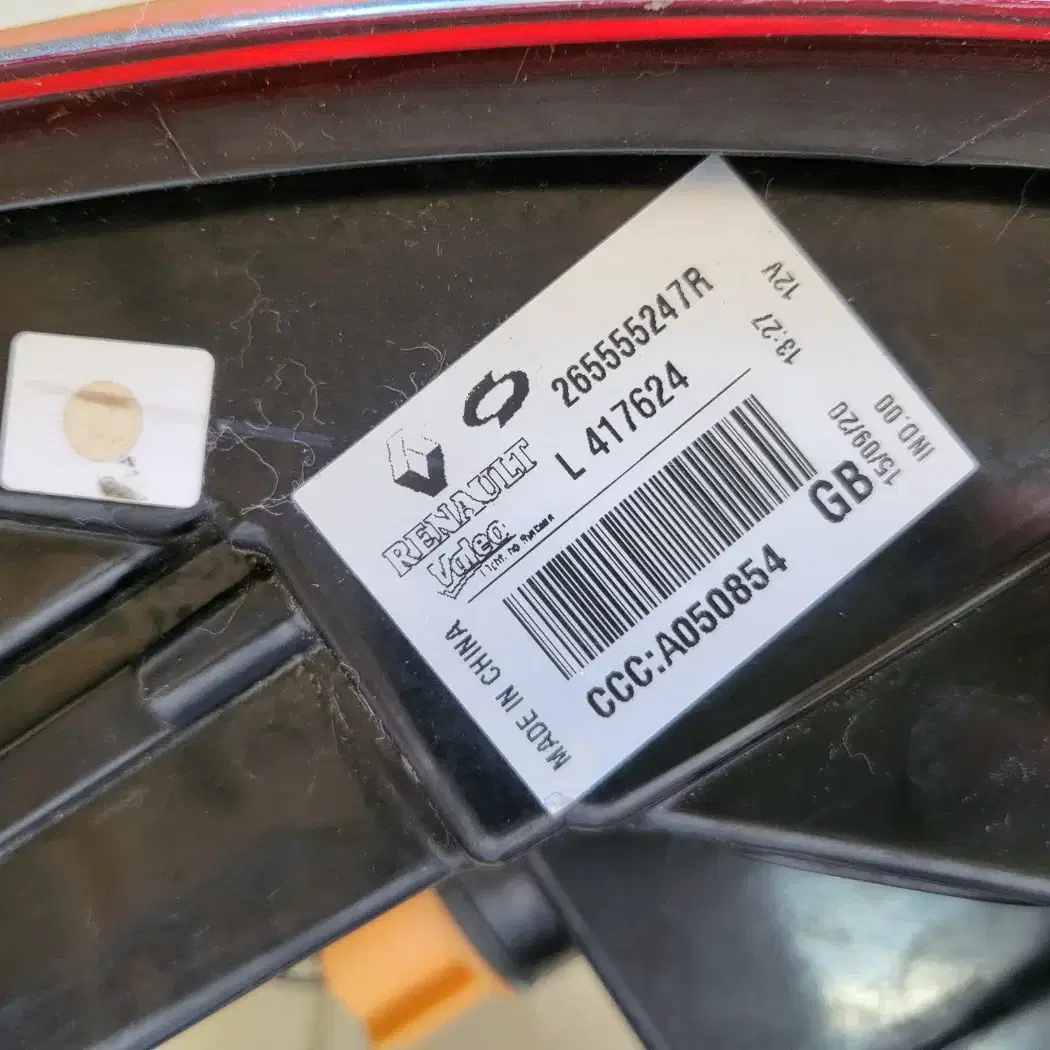 265555247R
L 417624
RENAULT
Valeo
12V
13:27
CCC:A050854
GB
15/09/20
IND.00
MADE IN CHINA